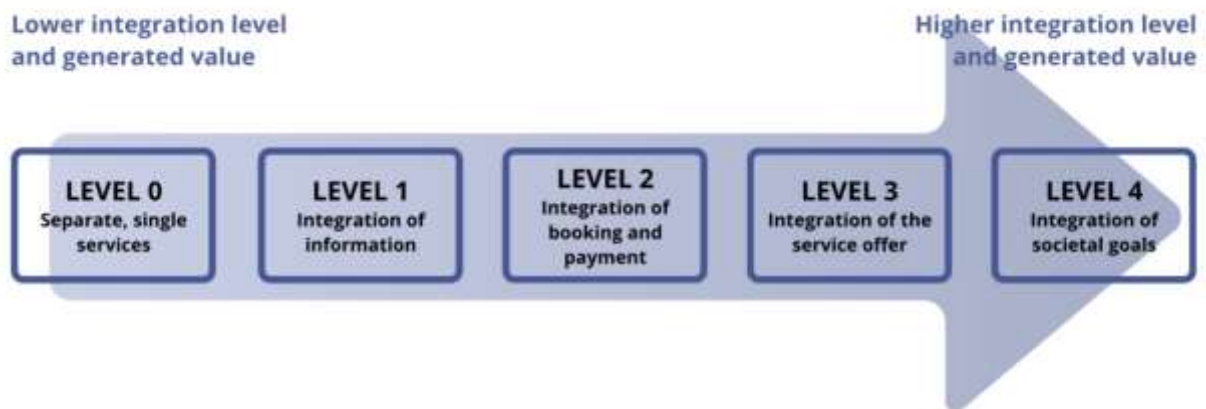 Lower integration level
and generated value
Higher integration level
and generated value
LEVEL 0
Separate, single
services
LEVEL 1
Integration of
information
LEVEL 2
Integration of
booking and
payment
LEVEL 3
Integration of the
service offer
LEVEL 4
Integration of
societal goals